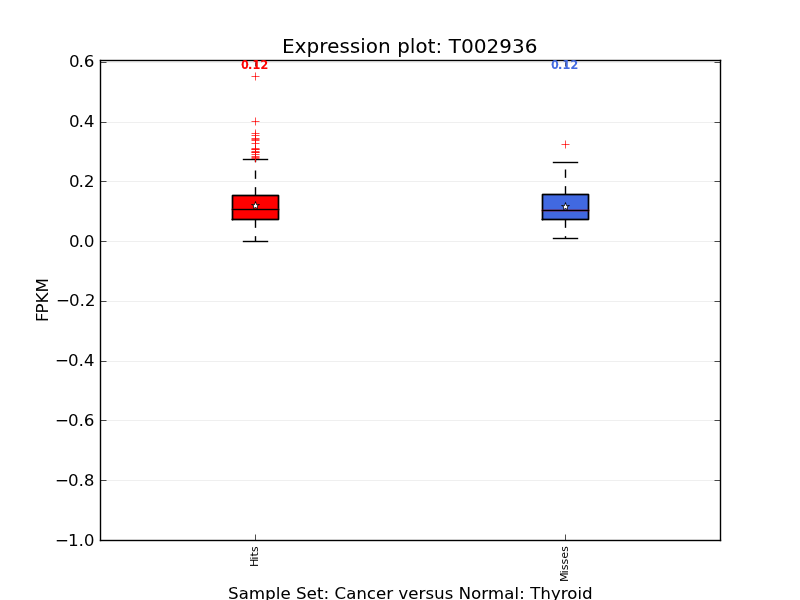 Expression plot: T002936
0.12
0.12
0.6
0.4
0.2
0.0
−0.2
−0.4
−0.6
−0.8
−1.0
FPKM
Hits
Misses
Sample Set: Cancer versus Normal: Thyroid